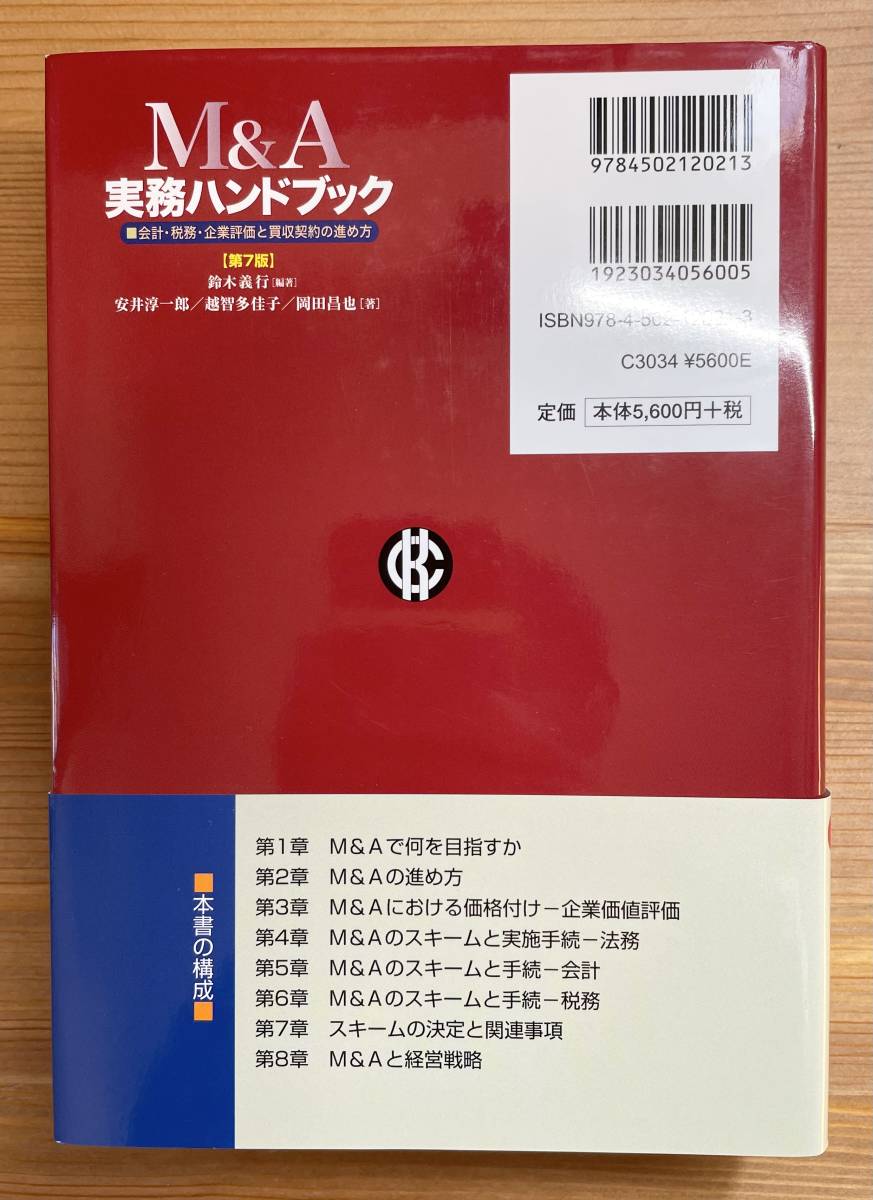 M&A
実務ハンドブック
■会計・税務・企業評価と買収契約の進め方
【第7版】
鈴木義行[編著]
安井淳一郎/越智多佳子/岡田昌也[著]
9784502120213
1923034056005
ISBN978-4-502-12021-3
C3034 ¥5600E
定価 本体5,600円+税
■本書の構成■
第1章 M&Aで何を目指すか
第2章 M&Aの進め方
第3章 M&Aにおける価格付け-企業価値評価
第4章 M&Aのスキームと実施手続-法務
第5章 M&Aのスキームと手続-会計
第6章 M&Aのスキームと手続-税務
第7章 スキームの決定と関連事項
第8章 M&Aと経営戦略